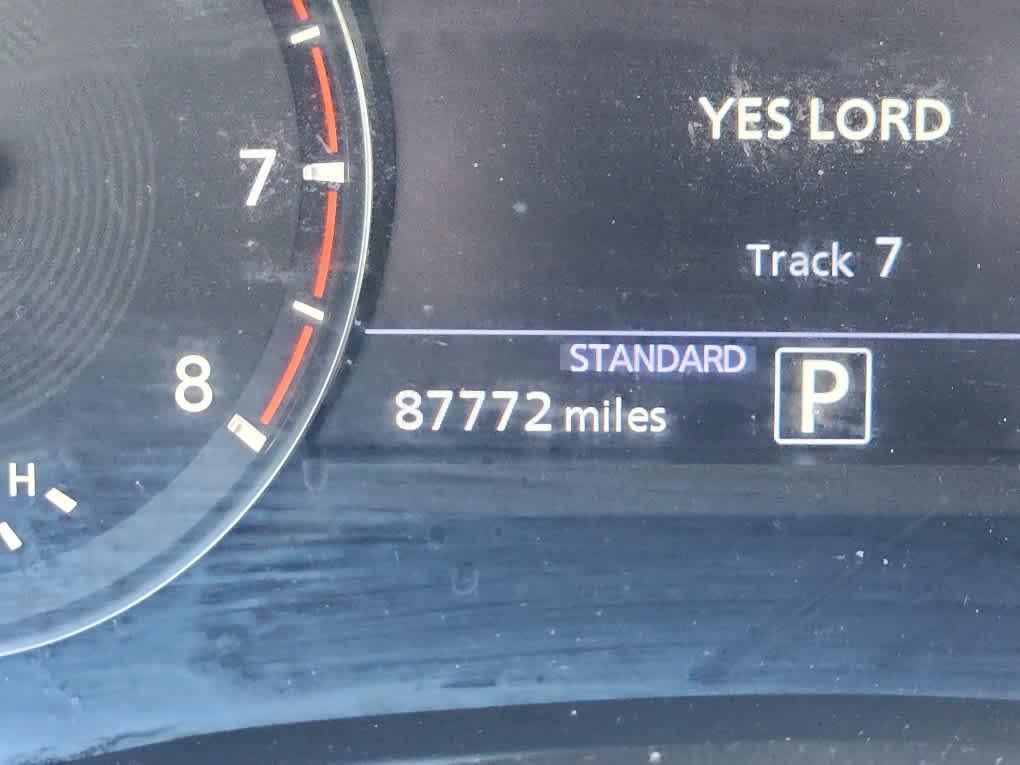 YES LORD
7
Track 7
STANDARD
8
87772 miles
P
H